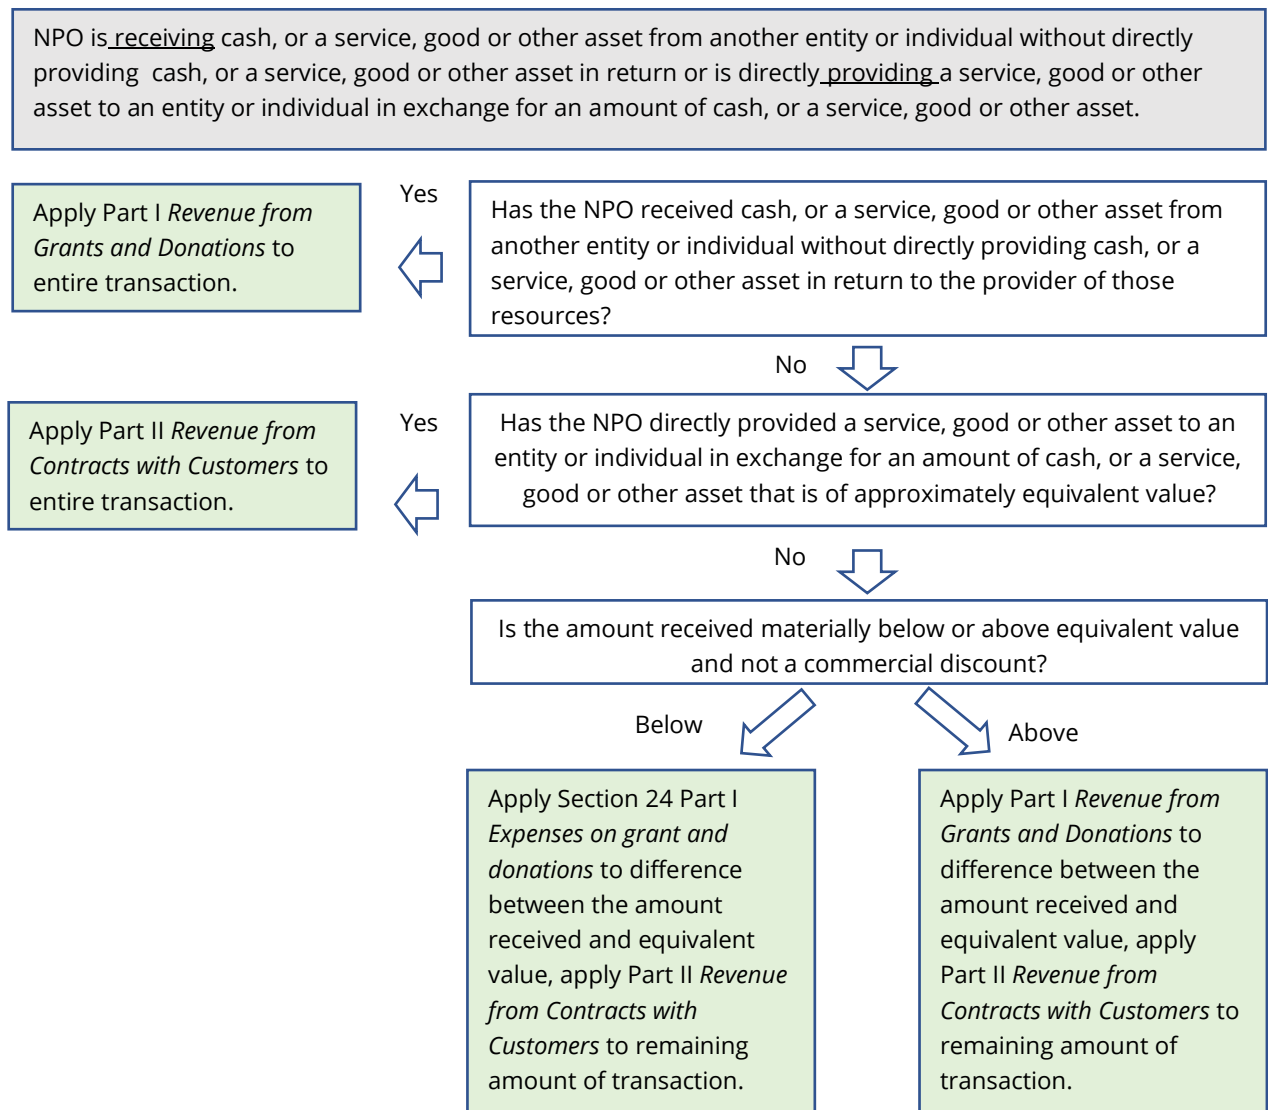 NPO is receiving cash, or a service, good or other asset from another entity or individual without directly
providing  cash, or a service, good or other asset in return or is directly providing a service, good or other
asset to an entity or individual in exchange for an amount of cash, or a service, good or other asset.
Apply Part I Revenue from
Grants and Donations to
entire transaction.
Yes
Has the NPO received cash, or a service, good or other asset from
another entity or individual without directly providing cash, or a
service, good or other asset in return to the provider of those
resources?
No
Apply Part II Revenue from
Contracts with Customers to
entire transaction.
Yes
Has the NPO directly provided a service, good or other asset to an
entity or individual in exchange for an amount of cash, or a service,
good or other asset that is of approximately equivalent value?
No
Is the amount received materially below or above equivalent value
and not a commercial discount?
Below
Above
Apply Section 24 Part I
Expenses on grant and
donations to difference
between the amount
received and equivalent
value, apply Part II Revenue
from Contracts with
Customers to remaining
amount of transaction.
Apply Part I Revenue from
Grants and Donations to
difference between the
amount received and
equivalent value, apply
Part II Revenue from
Contracts with Customers to
remaining amount of
transaction.